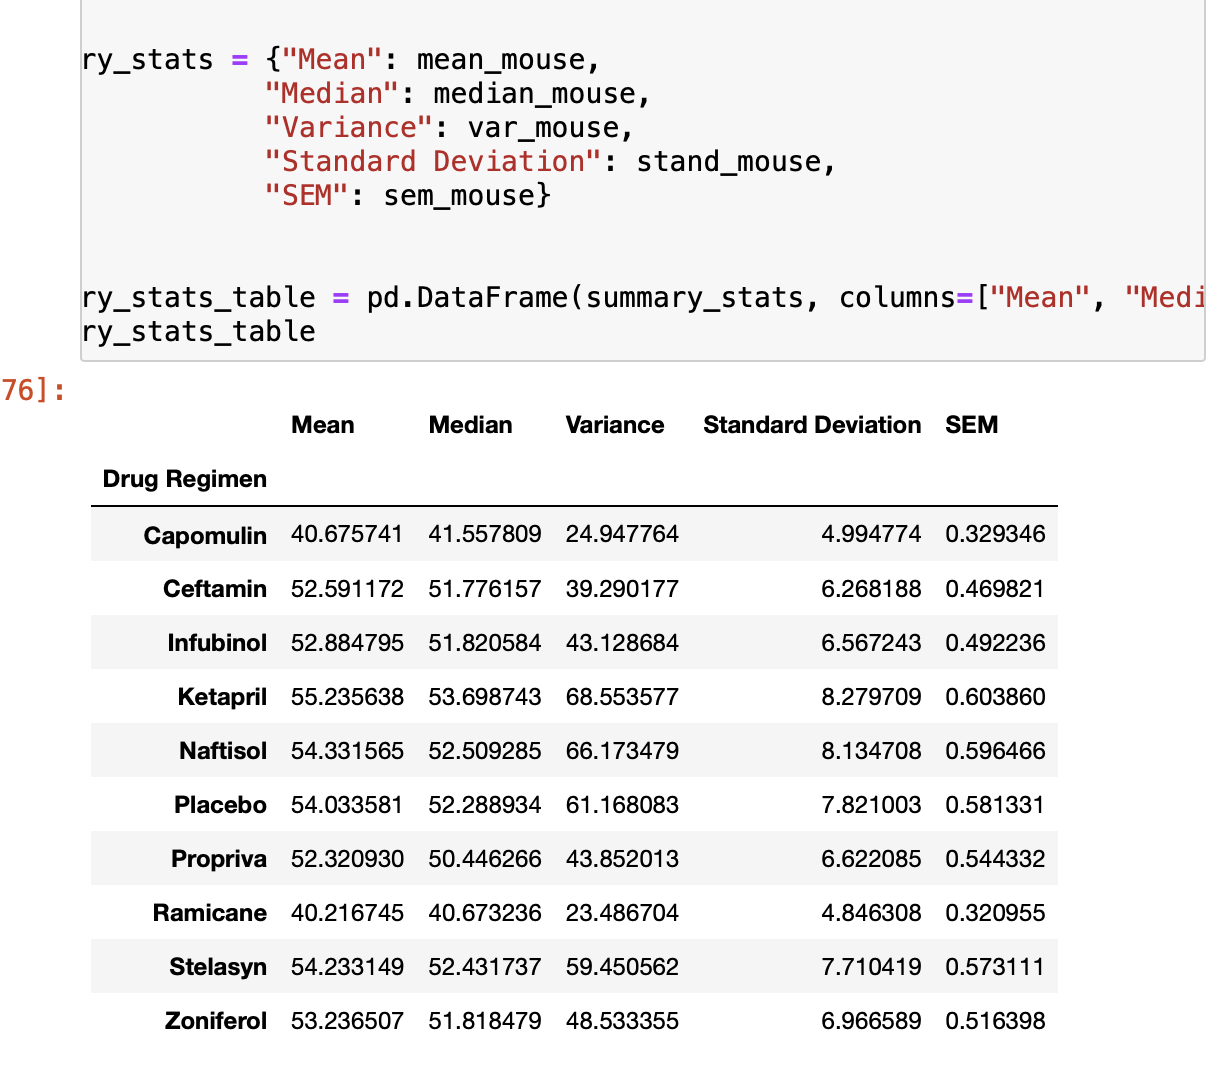 ry_stats = {"Mean": mean_mouse,
"Median": median_mouse,
"Variance": var_mouse,
"Standard Deviation": stand_mouse,
"SEM": sem_mouse}
ry_stats_table = pd.DataFrame(summary_stats, columns=["Mean", "Medi
ry_stats_table
76]:
Mean Median Variance Standard Deviation SEM
Drug Regimen
Capomulin 40.675741 41.557809 24.947764 4.994774 0.329346
Ceftamin 52.591172 51.776157 39.290177 6.268188 0.469821
Infubinol 52.884795 51.820584 43.128684 6.567243 0.492236
Ketapril 55.235638 53.698743 68.553577 8.279709 0.603860
Naftisol 54.331565 52.509285 66.173479 8.134708 0.596466
Placebo 54.033581 52.288934 61.168083 7.821003 0.581331
Propriva 52.320930 50.446266 43.852013 6.622085 0.544332
Ramicane 40.216745 40.673236 23.486704 4.846308 0.320955
Stelasyn 54.233149 52.431737 59.450562 7.710419 0.573111
Zoniferol 53.236507 51.818479 48.533355 6.966589 0.516398